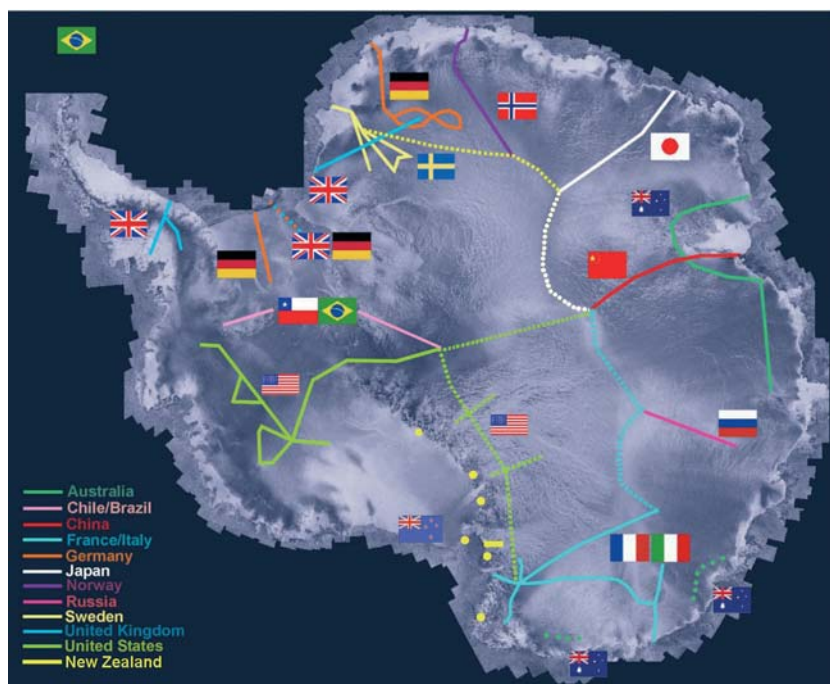 Australia
Chile/Brazil
China
France/Italy
Germany
Japan
Norway
Russia
Sweden
United Kingdom
United States
New Zealand